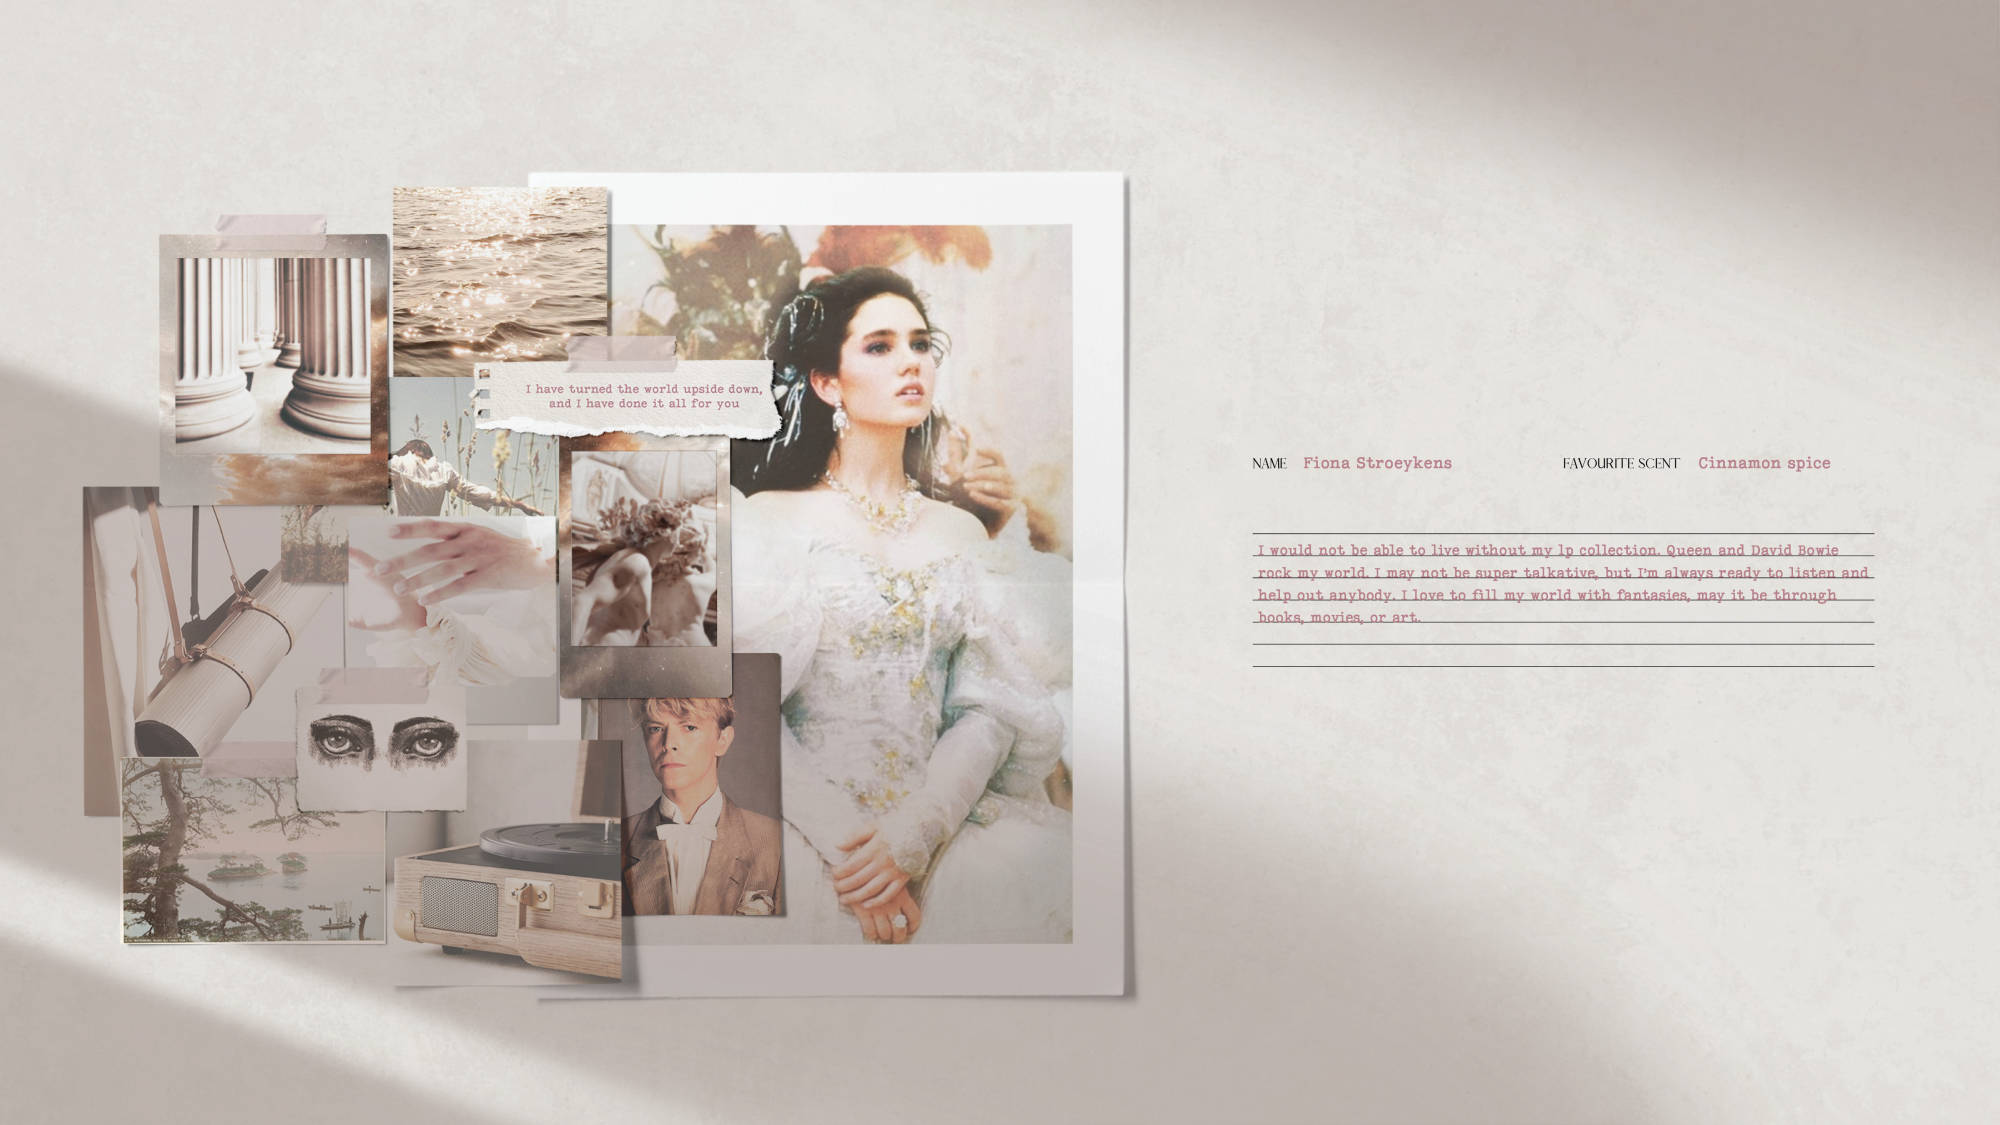 I have turned the world upside down,
and I have done it all for you
NAME Fiona Stroeykens FAVOURITE SCENT Cinnamon spice
I would not be able to live without my lp collection. Queen and David Bowie
rock my world. I may not be super talkative, but I'm always ready to listen and
help out anybody. I love to fill my world with fantasies, may it be through
books, movies, or art.